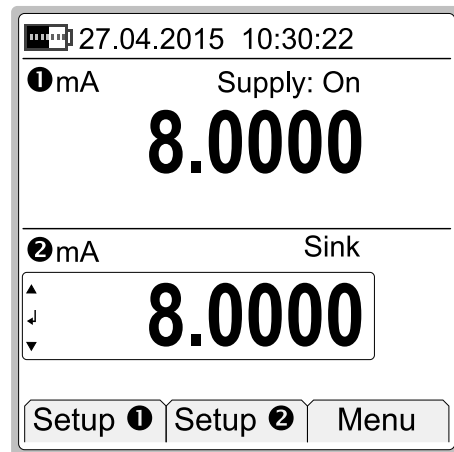 27.04.2015 10:30:22
❶mA Supply: On
8.0000
❷mA Sink
8.0000
Setup ❶ Setup ❷ Menu